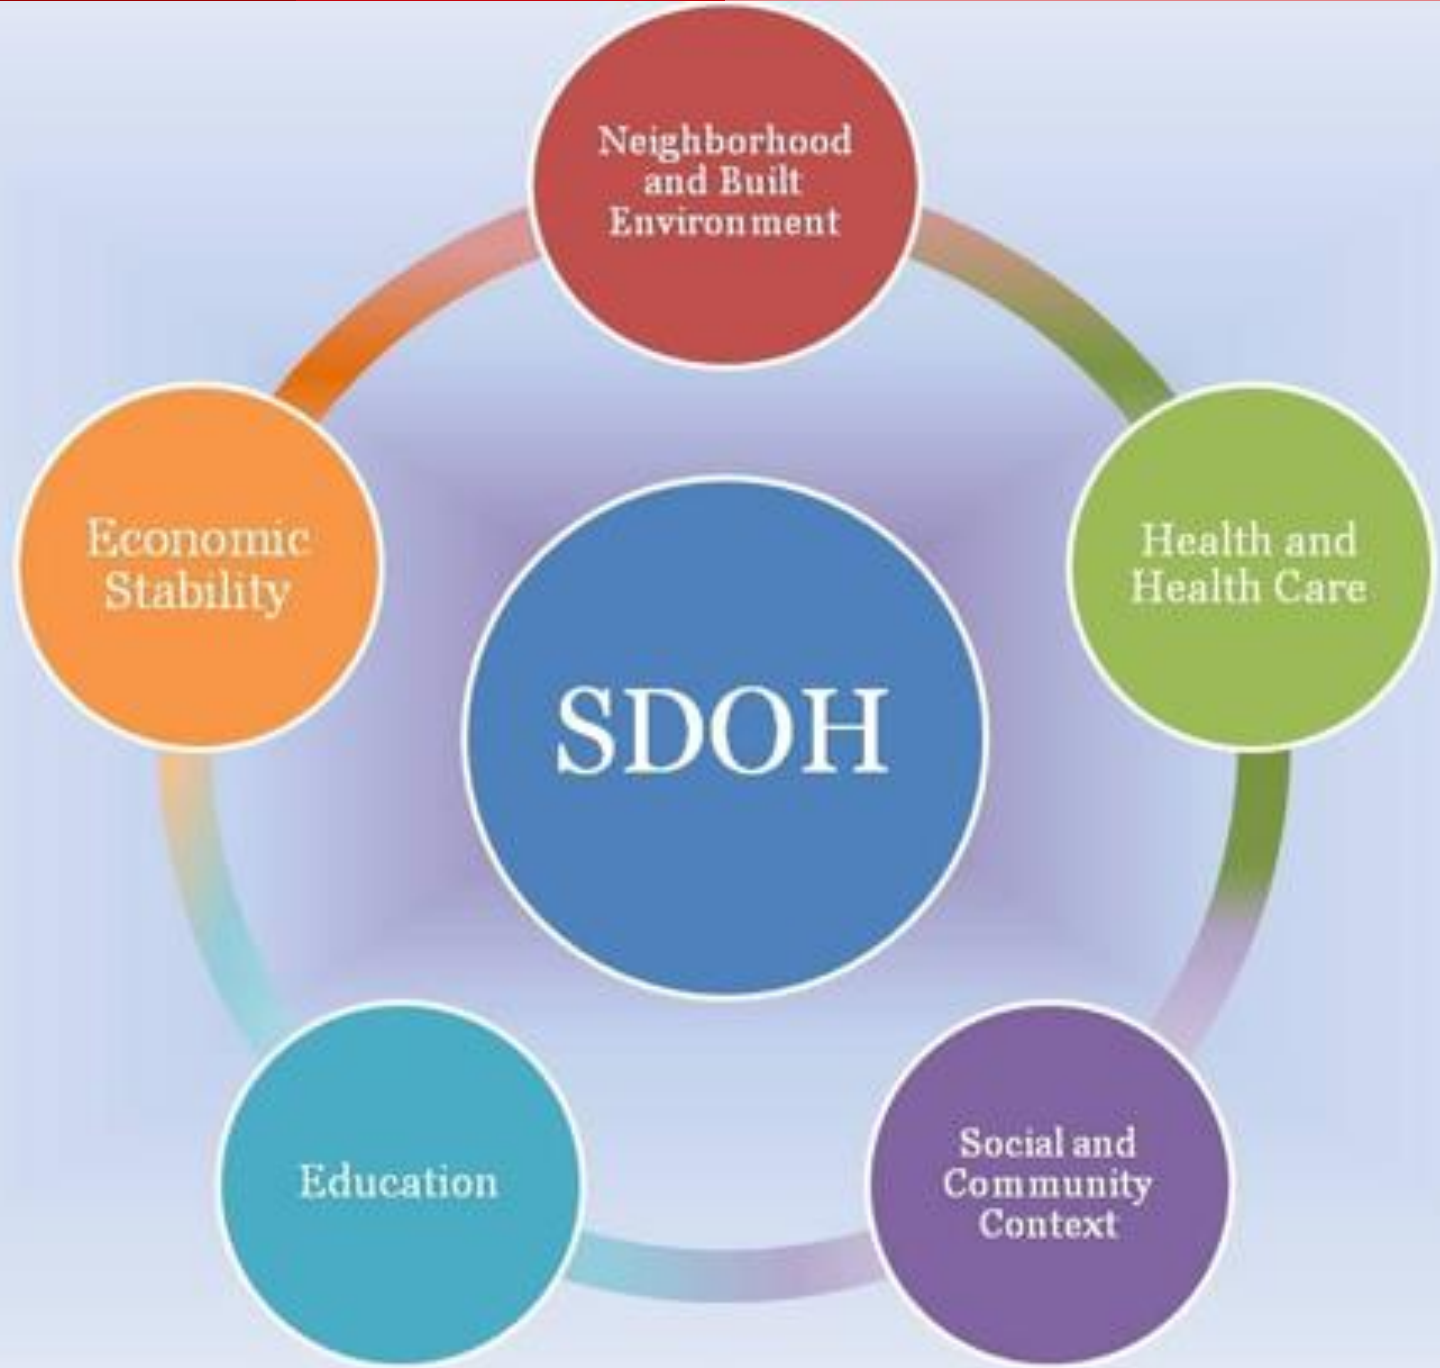 Neighborhood
and Built
Environment
Economic
Stability
Health and
Health Care
SDOH
Education
Social and
Community
Context